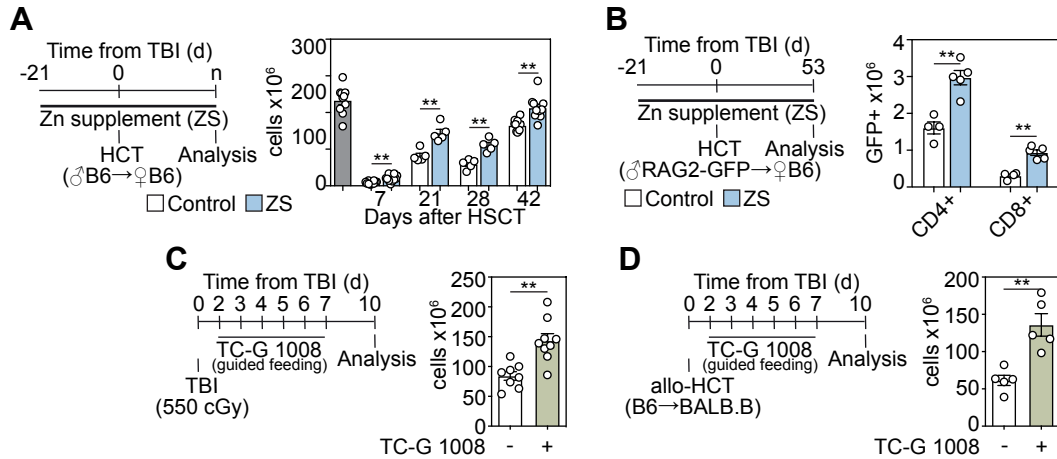 A
Time from TBI (d)
-21 0 n
Zn supplement (ZS)
HCT Analysis
(♂B6→♀B6)
Control ZS
cells x10⁶
300
200
100
0
** ** ** **
7 21 28 42
Days after HSCT
B
Time from TBI (d)
-21 0 53
Zn supplement (ZS)
HCT Analysis
(♂RAG2-GFP→♀B6)
Control ZS
GFP+ x10⁶
4
3
2
1
0
** **
CD4+ CD8+
C
Time from TBI (d)
0 2 3 4 5 6 7 10
TC-G 1008
(guided feeding)
Analysis
TBI
(550 cGy)
cells x10⁶
250
200
150
100
50
0
**
TC-G 1008 - +
D
Time from TBI (d)
0 2 3 4 5 6 7 10
TC-G 1008
(guided feeding)
Analysis
allo-HCT
(B6→BALB.B)
cells x10⁶
200
150
100
50
0
**
TC-G 1008 - +